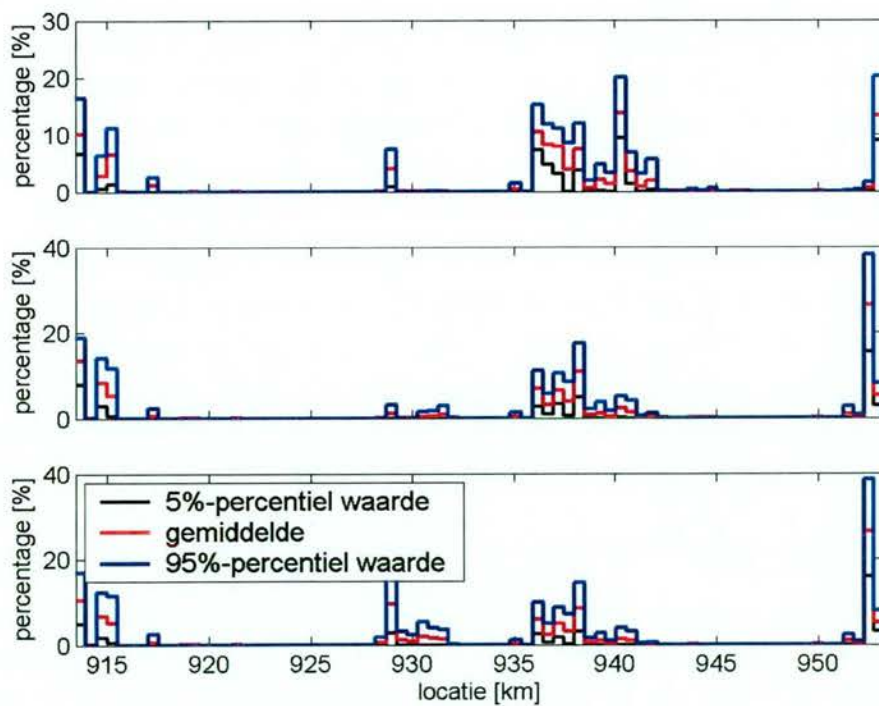 30
20
10
0
percentage [%]
40
20
0
percentage [%]
40
20
0
percentage [%]
5%-percentiel waarde
gemiddelde
95%-percentiel waarde
915 920 925 930 935 940 945 950
locatie [km]